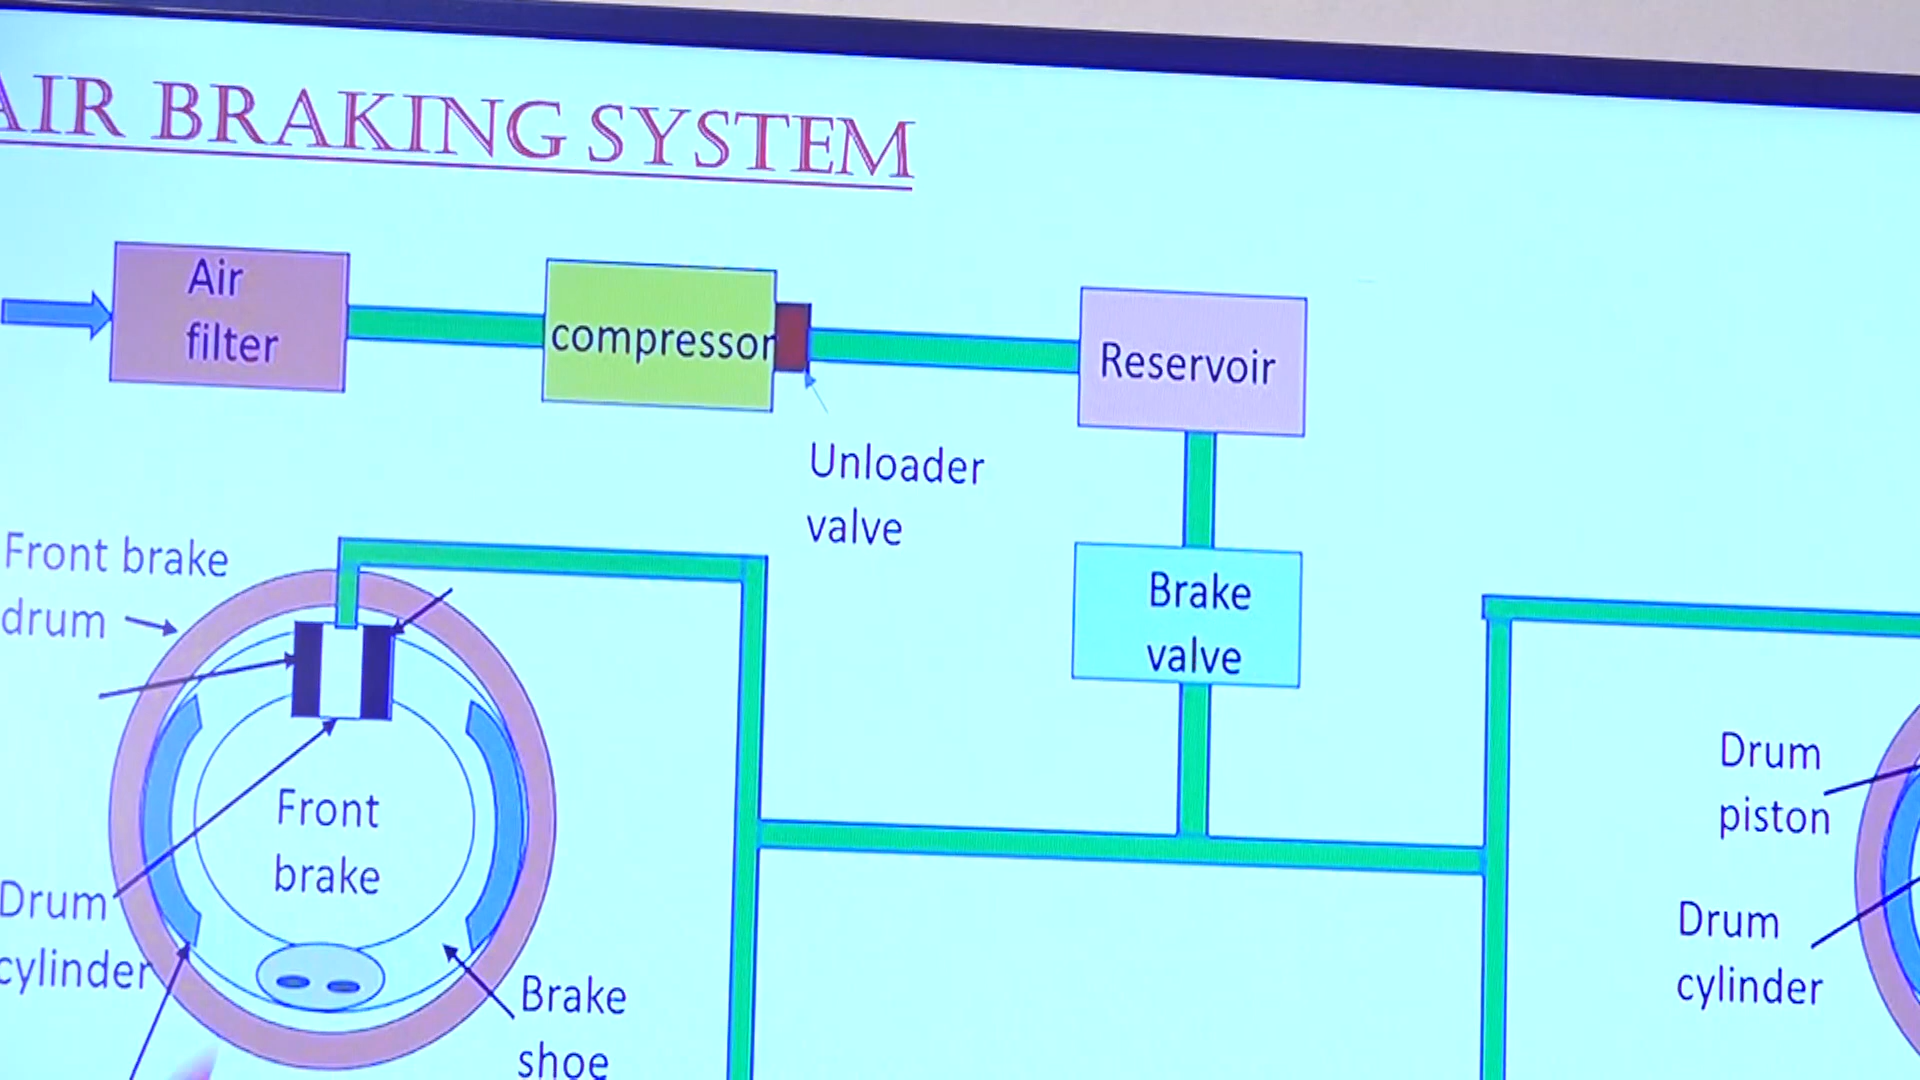 AIR BRAKING SYSTEM
Air
filter
compressor
Reservoir
Unloader
valve
Brake
valve
Front brake
drum
Front
brake
Drum
cylinder
Brake
shoe
Drum
piston
Drum
cylinder